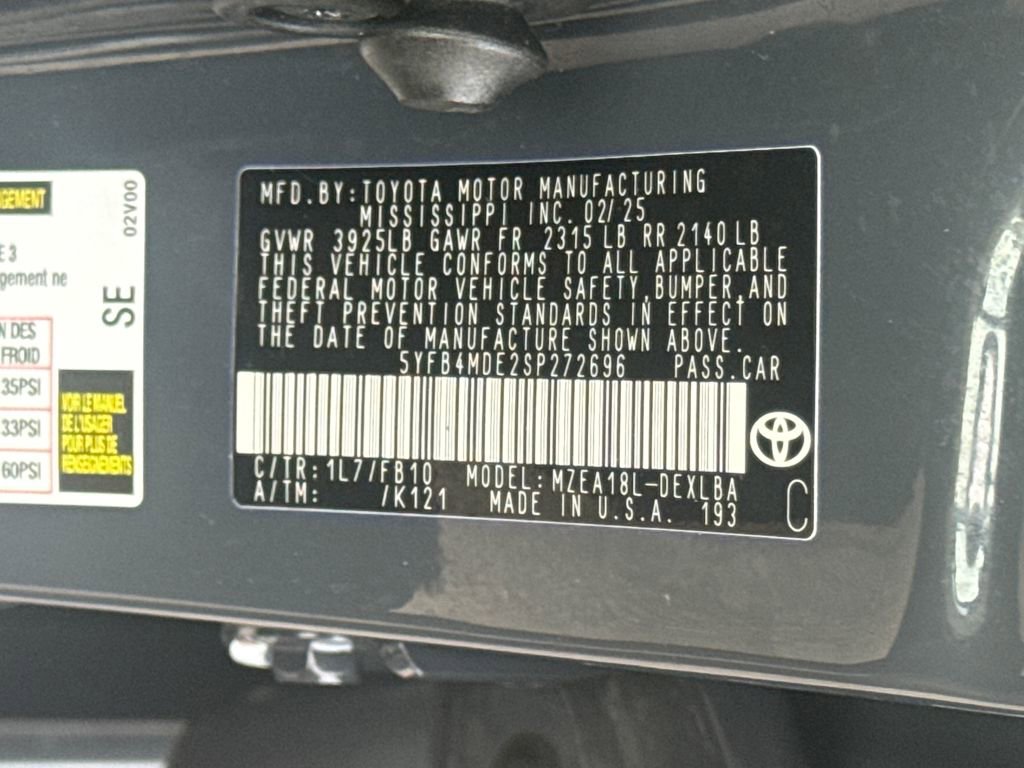 GEMENT
02V00
E 3
gement ne
SE
N DES
FROID
35PSI
33PSI
60PSI
VOIR LE MANUEL
DE L'USAGER
POUR PLUS DE
RENSEIGNEMENTS
MFD. BY: TOYOTA MOTOR MANUFACTURING
MISSISSIPPI INC. 02/25
GVWR 3925LB GAWR FR 2315 LB RR 2140 LB
THIS VEHICLE CONFORMS TO ALL APPLICABLE
FEDERAL MOTOR VEHICLE SAFETY, BUMPER, AND
THEFT PREVENTION STANDARDS IN EFFECT ON
THE DATE OF MANUFACTURE SHOWN ABOVE.
5YFB4MDE2SP272696 PASS. CAR
C/TR: 1L7/FB10 MODEL: MZEA18L-DEXLBA
A/TM: /K121 MADE IN U.S.A. 193
C